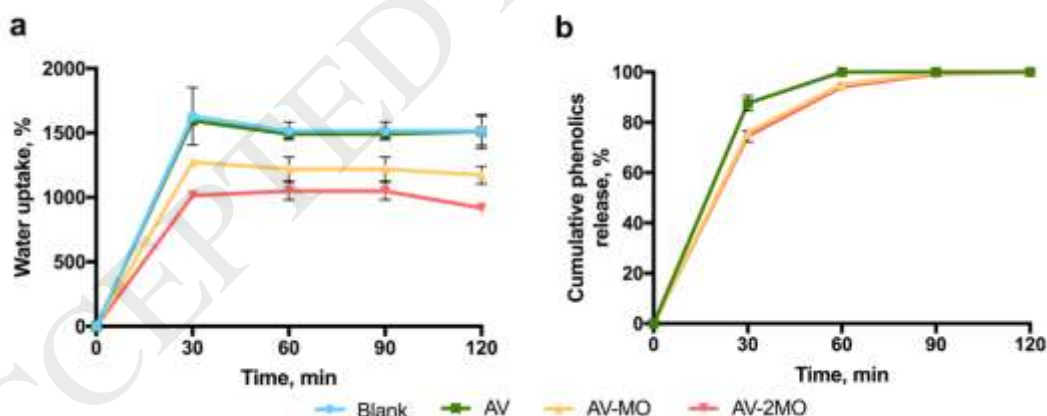 a
b
2000
1500
1000
500
0
Water uptake, %
0 30 60 90 120
Time, min
100
80
60
40
20
0
Cumulative phenolics
release, %
0 30 60 90 120
Time, min
Blank AV AV-MO AV-2MO
CCEPTED